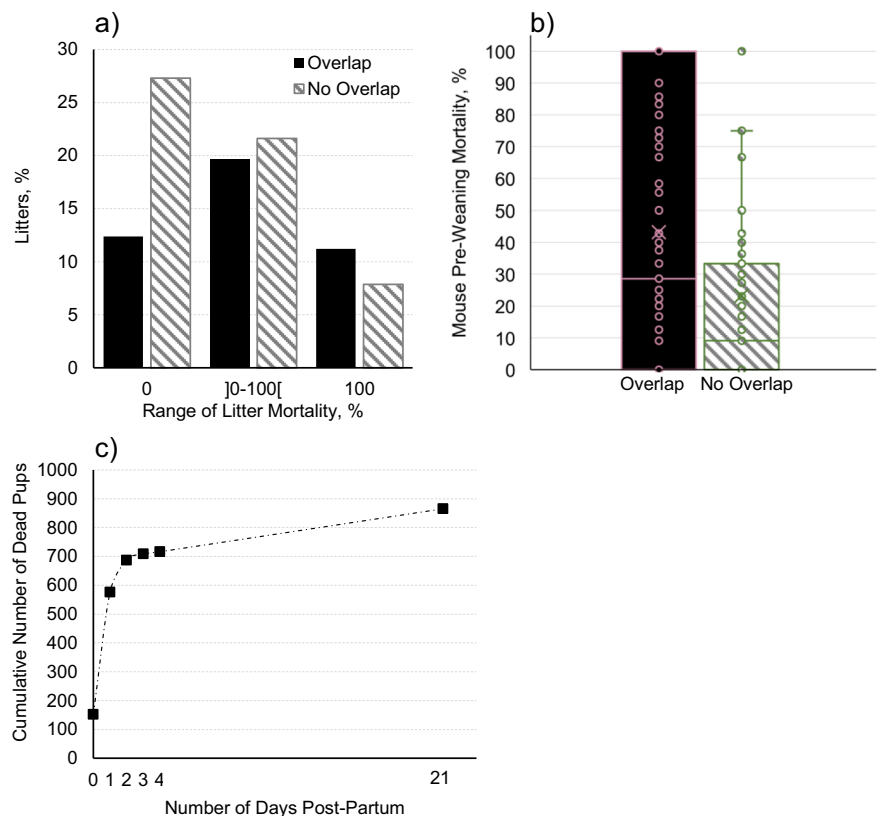 a)
30
25
20
15
10
5
0
Litters, %
Overlap
No Overlap
0 ]0-100[ 100
Range of Litter Mortality, %
b)
100
90
80
70
60
50
40
30
20
10
0
Mouse Pre-Weaning Mortality, %
Overlap No Overlap
c)
1000
900
800
700
600
500
400
300
200
100
0
Cumulative Number of Dead Pups
0 1 2 3 4 21
Number of Days Post-Partum